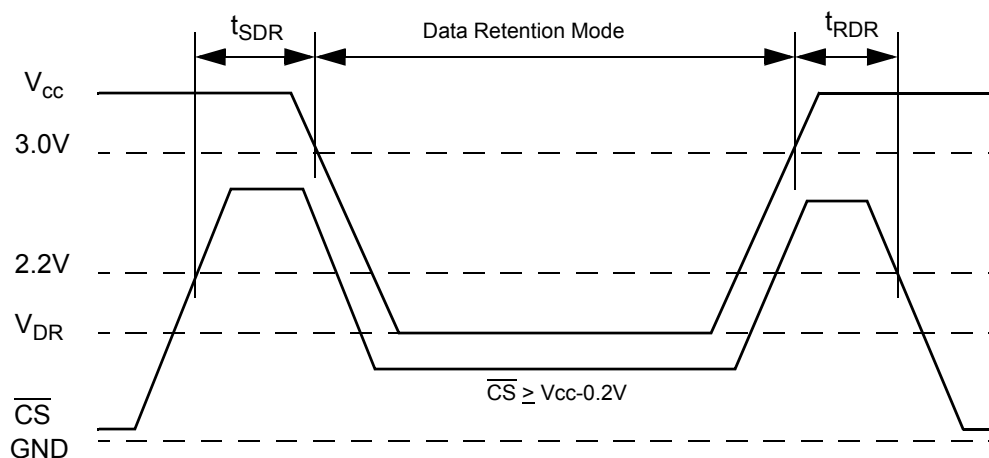 tSDR Data Retention Mode tRDR
Vcc
3.0V
2.2V
VDR
CS ≥ Vcc-0.2V
CS
GND